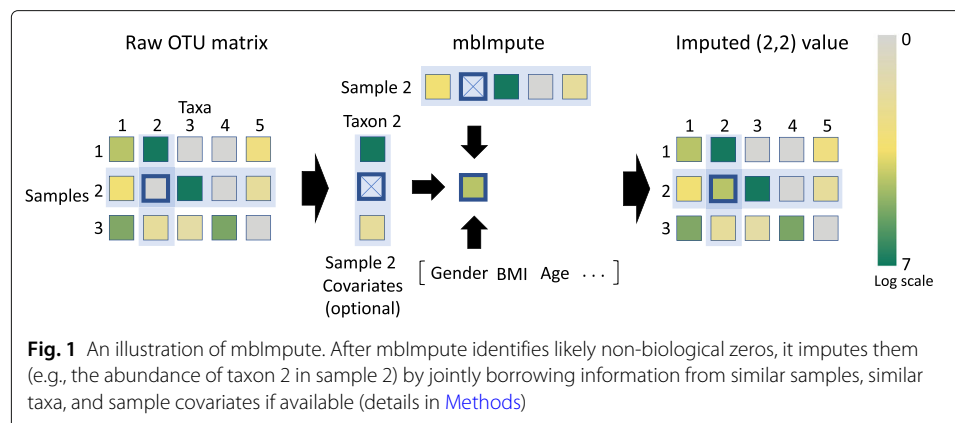 Raw OTU matrix
mbImpute
Imputed (2,2) value
0
Sample 2
Taxa
1 2 3 4 5
Taxon 2
1 2 3 4 5
1
1
Samples 2
2
3
3
Sample 2
Covariates
(optional)
[ Gender BMI Age ... ]
7
Log scale
Fig. 1 An illustration of mbImpute. After mbImpute identifies likely non-biological zeros, it imputes them
(e.g., the abundance of taxon 2 in sample 2) by jointly borrowing information from similar samples, similar
taxa, and sample covariates if available (details in Methods)